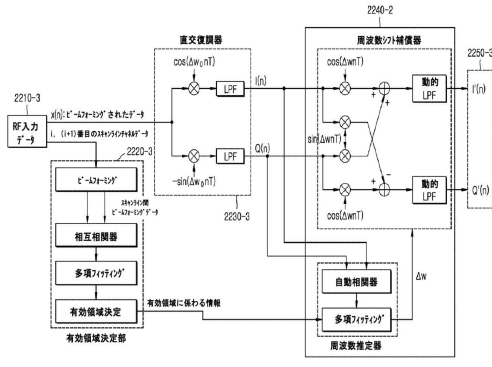 2240-2
直交復調器
周波数シフト補償器
2250-3
cos(Δw₀nT)
I(n)
cos(ΔwnT)
LPF
動的
LPF
I'(n)
2210-3
x(n):ビームフォーミングされたデータ
RF入力
データ
i, (i+1)番目のスキャンラインチャネルデータ
2220-3
sin(ΔwnT)
Q(n)
ビームフォーミング
LPF
動的
LPF
Q'(n)
-sin(Δw₀nT)
スキャンライン間
ビームフォーミングデータ
2230-3
cos(ΔwnT)
相互相関器
多項フィッティング
自動相関器
Δw
有効領域に係わる情報
有効領域決定
多項フィッティング
有効領域決定部
周波数推定器